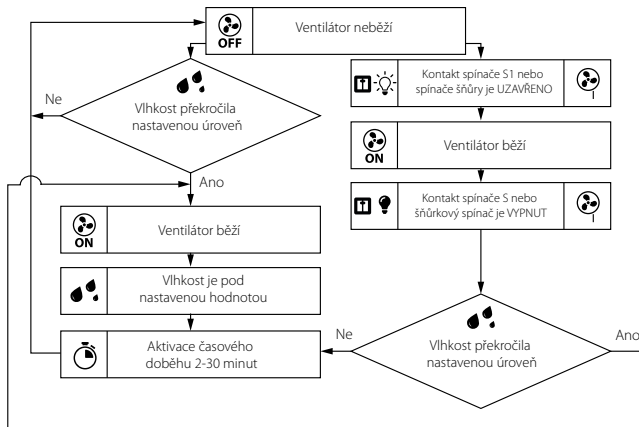 OFF
Ventilátor neběží
Vlhkost překročila
nastavenou úroveň
Ne
Ano
Kontakt spínače S1 nebo
spínače šňůry je UZAVŘENO
ON
Ventilátor běží
Kontakt spínače S nebo
šňůrkový spínač je VYPNUT
ON
Ventilátor běží
Vlhkost je pod
nastavenou hodnotou
Aktivace časového
doběhu 2-30 minut
Ne
Vlhkost překročila
nastavenou úroveň
Ano